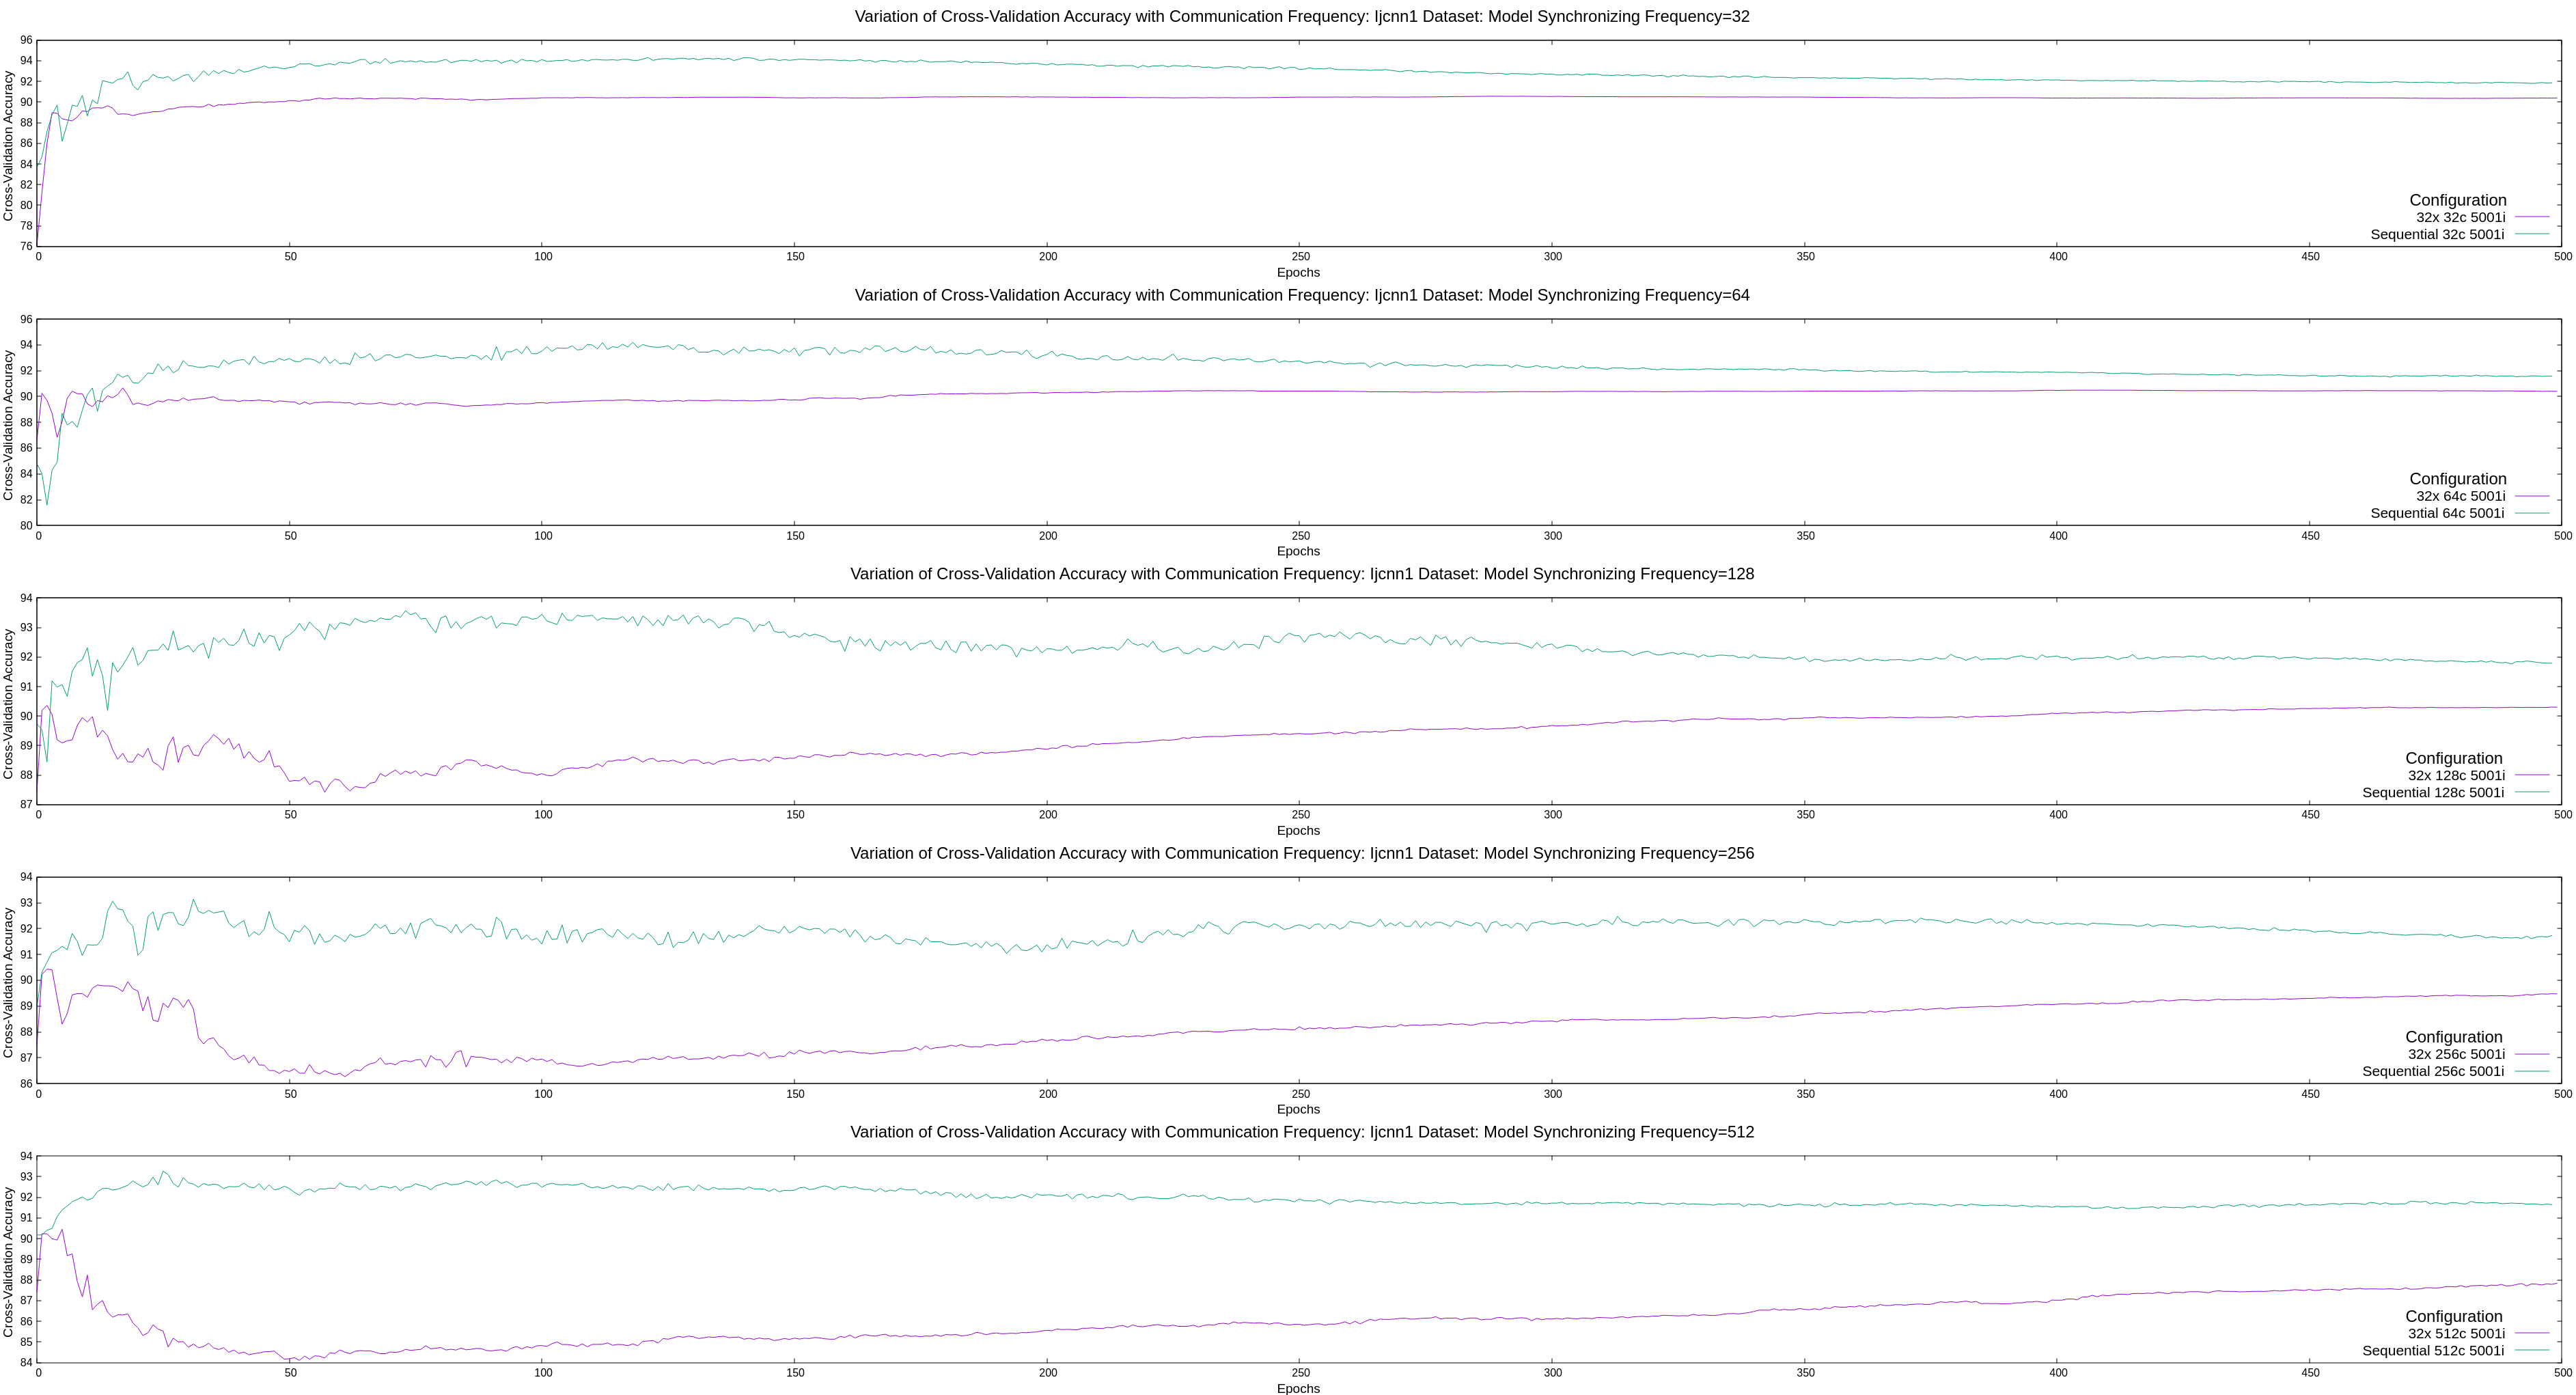 Variation of Cross-Validation Accuracy with Communication Frequency: Ijcnn1 Dataset: Model Synchronizing Frequency=32
96
94
92
90
88
86
84
82
80
78
76
Cross-Validation Accuracy
Configuration
32x 32c 5001i
Sequential 32c 5001i
0 50 100 150 200 250 300 350 400 450 500
Epochs
Variation of Cross-Validation Accuracy with Communication Frequency: Ijcnn1 Dataset: Model Synchronizing Frequency=64
96
94
92
90
88
86
84
82
80
Cross-Validation Accuracy
Configuration
32x 64c 5001i
Sequential 64c 5001i
0 50 100 150 200 250 300 350 400 450 500
Epochs
Variation of Cross-Validation Accuracy with Communication Frequency: Ijcnn1 Dataset: Model Synchronizing Frequency=128
94
93
92
91
90
89
88
87
Cross-Validation Accuracy
Configuration
32x 128c 5001i
Sequential 128c 5001i
0 50 100 150 200 250 300 350 400 450 500
Epochs
Variation of Cross-Validation Accuracy with Communication Frequency: Ijcnn1 Dataset: Model Synchronizing Frequency=256
94
93
92
91
90
89
88
87
86
Cross-Validation Accuracy
Configuration
32x 256c 5001i
Sequential 256c 5001i
0 50 100 150 200 250 300 350 400 450 500
Epochs
Variation of Cross-Validation Accuracy with Communication Frequency: Ijcnn1 Dataset: Model Synchronizing Frequency=512
94
93
92
91
90
89
88
87
86
85
84
Cross-Validation Accuracy
Configuration
32x 512c 5001i
Sequential 512c 5001i
0 50 100 150 200 250 300 350 400 450 500
Epochs